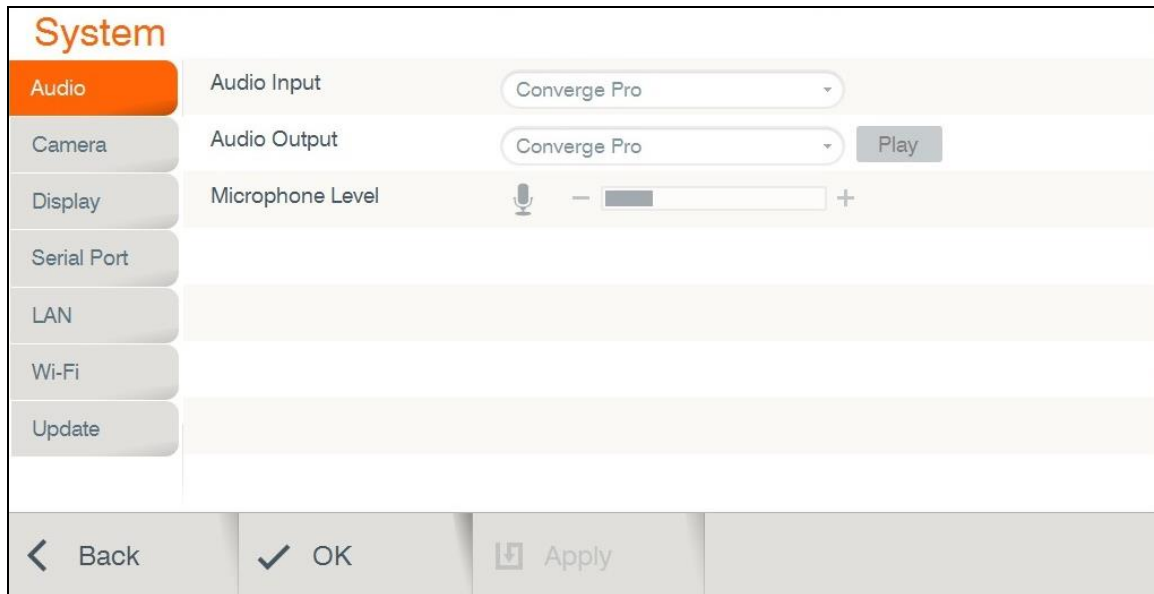 System
Audio
Audio Input
Converge Pro
Camera
Audio Output
Converge Pro
Play
Display
Microphone Level
Serial Port
LAN
Wi-Fi
Update
Back
OK
Apply